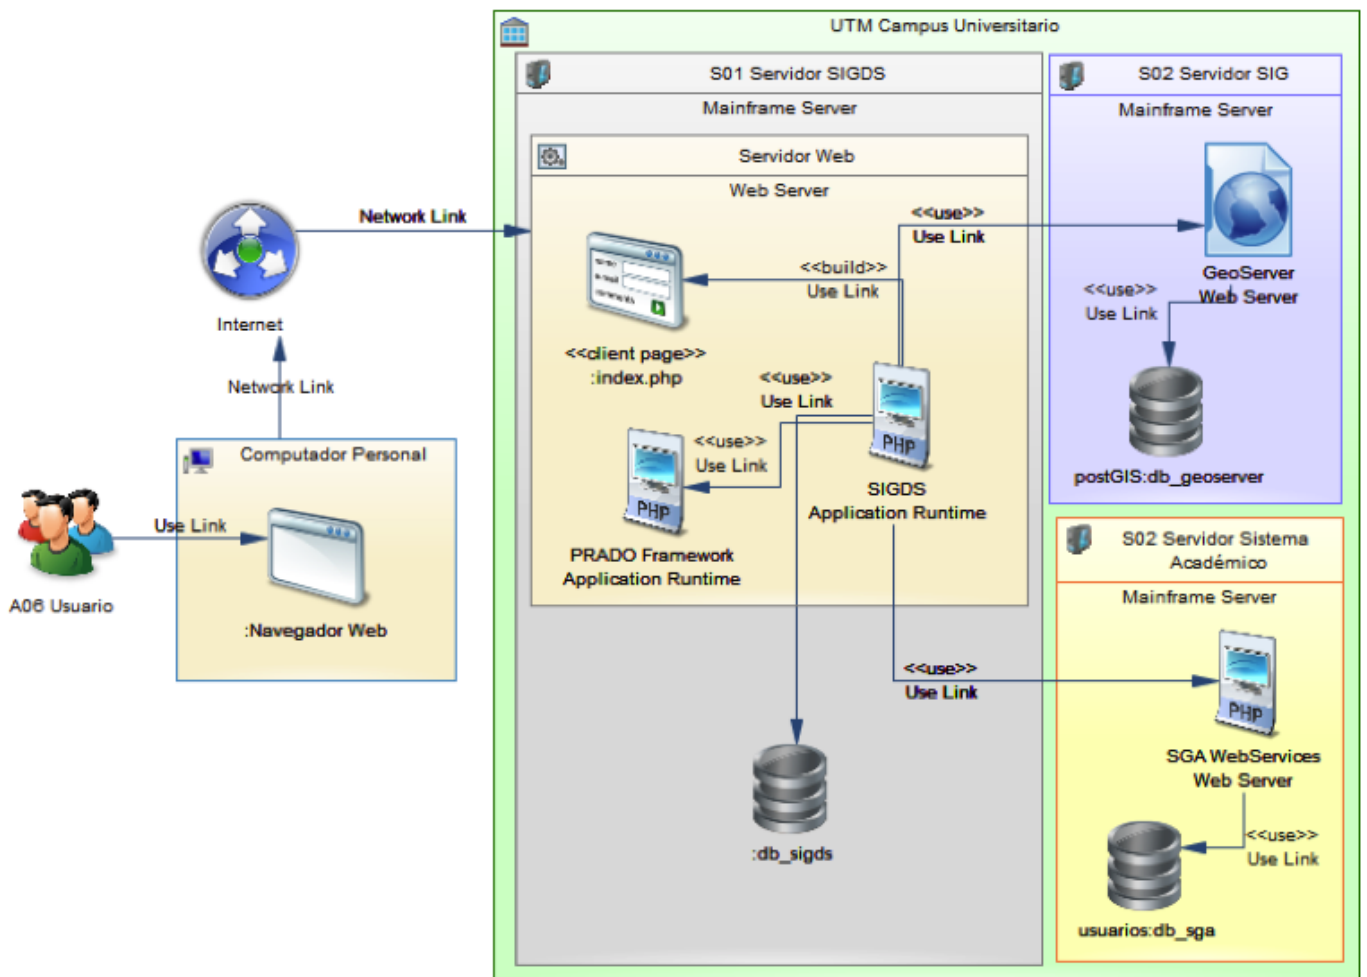 UTM Campus Universitario
S01 Servidor SIGDS
Mainframe Server
Servidor Web
Web Server
<<use>>
Use Link
<<build>>
Use Link
name
e-mail
comments
<<client page>>
:index.php
<<use>>
Use Link
<<use>>
Use Link
PHP
SIGDS
Application Runtime
PHP
PRADO Framework
Application Runtime
<<use>>
Use Link
:db_sigds
S02 Servidor SIG
Mainframe Server
GeoServer
Web Server
<<use>>
Use Link
postGIS:db_geoserver
S02 Servidor Sistema
Académico
Mainframe Server
PHP
SGA WebServices
Web Server
<<use>>
Use Link
usuarios:db_sga
Network Link
Internet
Network Link
Computador Personal
Use Link
:Navegador Web
A06 Usuario